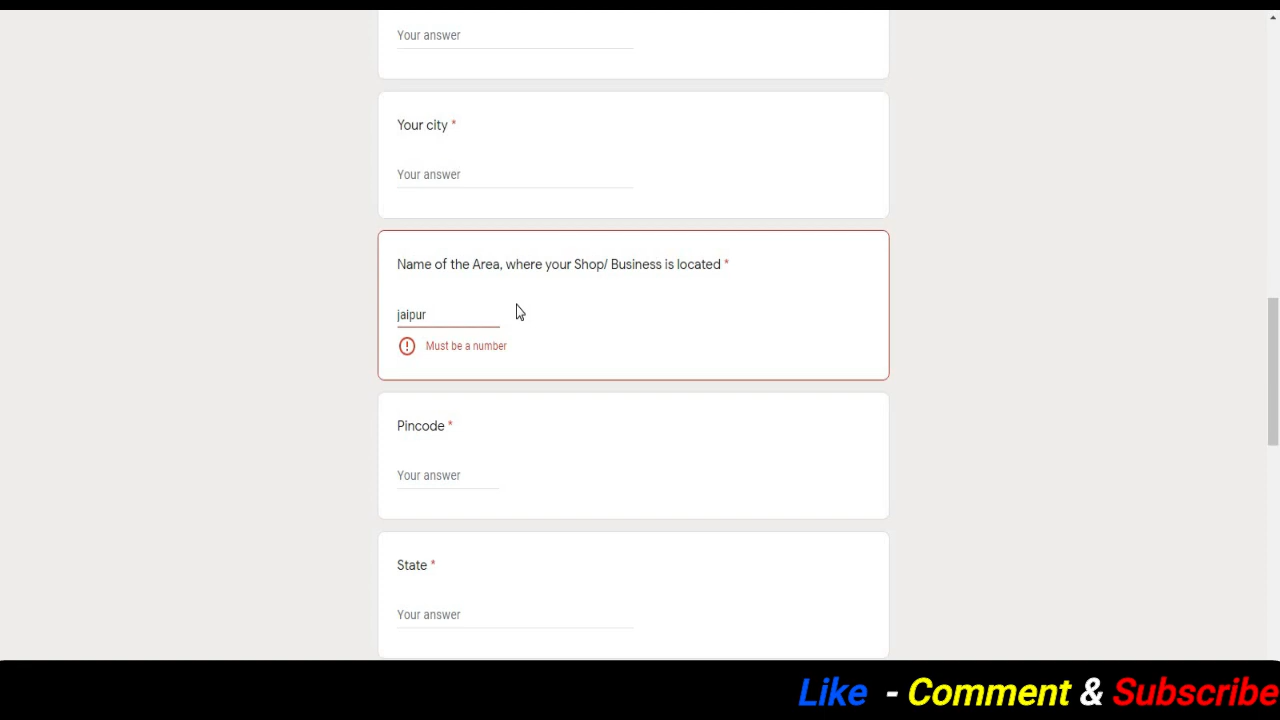 Your answer
Your city *
Your answer
Name of the Area, where your Shop/ Business is located *
jaipur
Must be a number
Pincode *
Your answer
State *
Your answer
Like - Comment & Subscribe